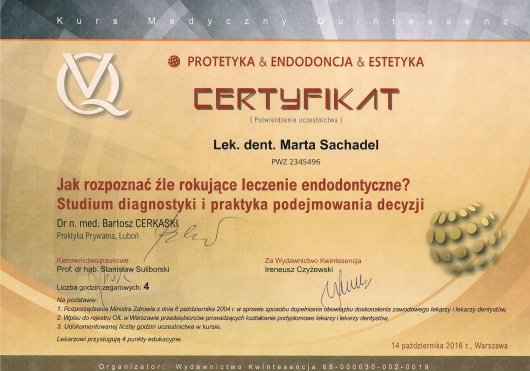 Kurs Medyczny Quintessenz
VQ
PROTETYKA & ENDODONCJA & ESTETYKA
CERTYFIKAT
| Potwierdzenie uczestnictwa |
Lek. dent. Marta Sachadel
PWZ 2345496
Jak rozpoznać źle rokujące leczenie endodontyczne?
Studium diagnostyki i praktyka podejmowania decyzji
Dr n. med. Bartosz CERKASKI
Praktyka Prywatna, Luboń
Kierownictwo naukowe
Prof. dr hab. Stanisław Suliborski
Za Wydawnictwo Kwintesencja
Ireneusz Czyżewski
Liczba godzin zegarowych: 4
Na podstawie:
1. Rozporządzenia Ministra Zdrowia z dnia 6 października 2004 r. w sprawie sposobu dopełniania obowiązku doskonalenia zawodowego lekarzy i lekarzy dentystów,
2. Wpisu do rejestru OIL w Warszawie przedsiębiorców prowadzących kształcenie podyplomowe lekarzy i lekarzy dentystów,
3. Udokumentowanej liczby godzin uczestnictwa w kursie.
Lekarzowi przysługują 4 punkty edukacyjne.
14 października 2016 r., Warszawa
Organizator: Wydawnictwo Kwintesencja 68-000030-002-0019